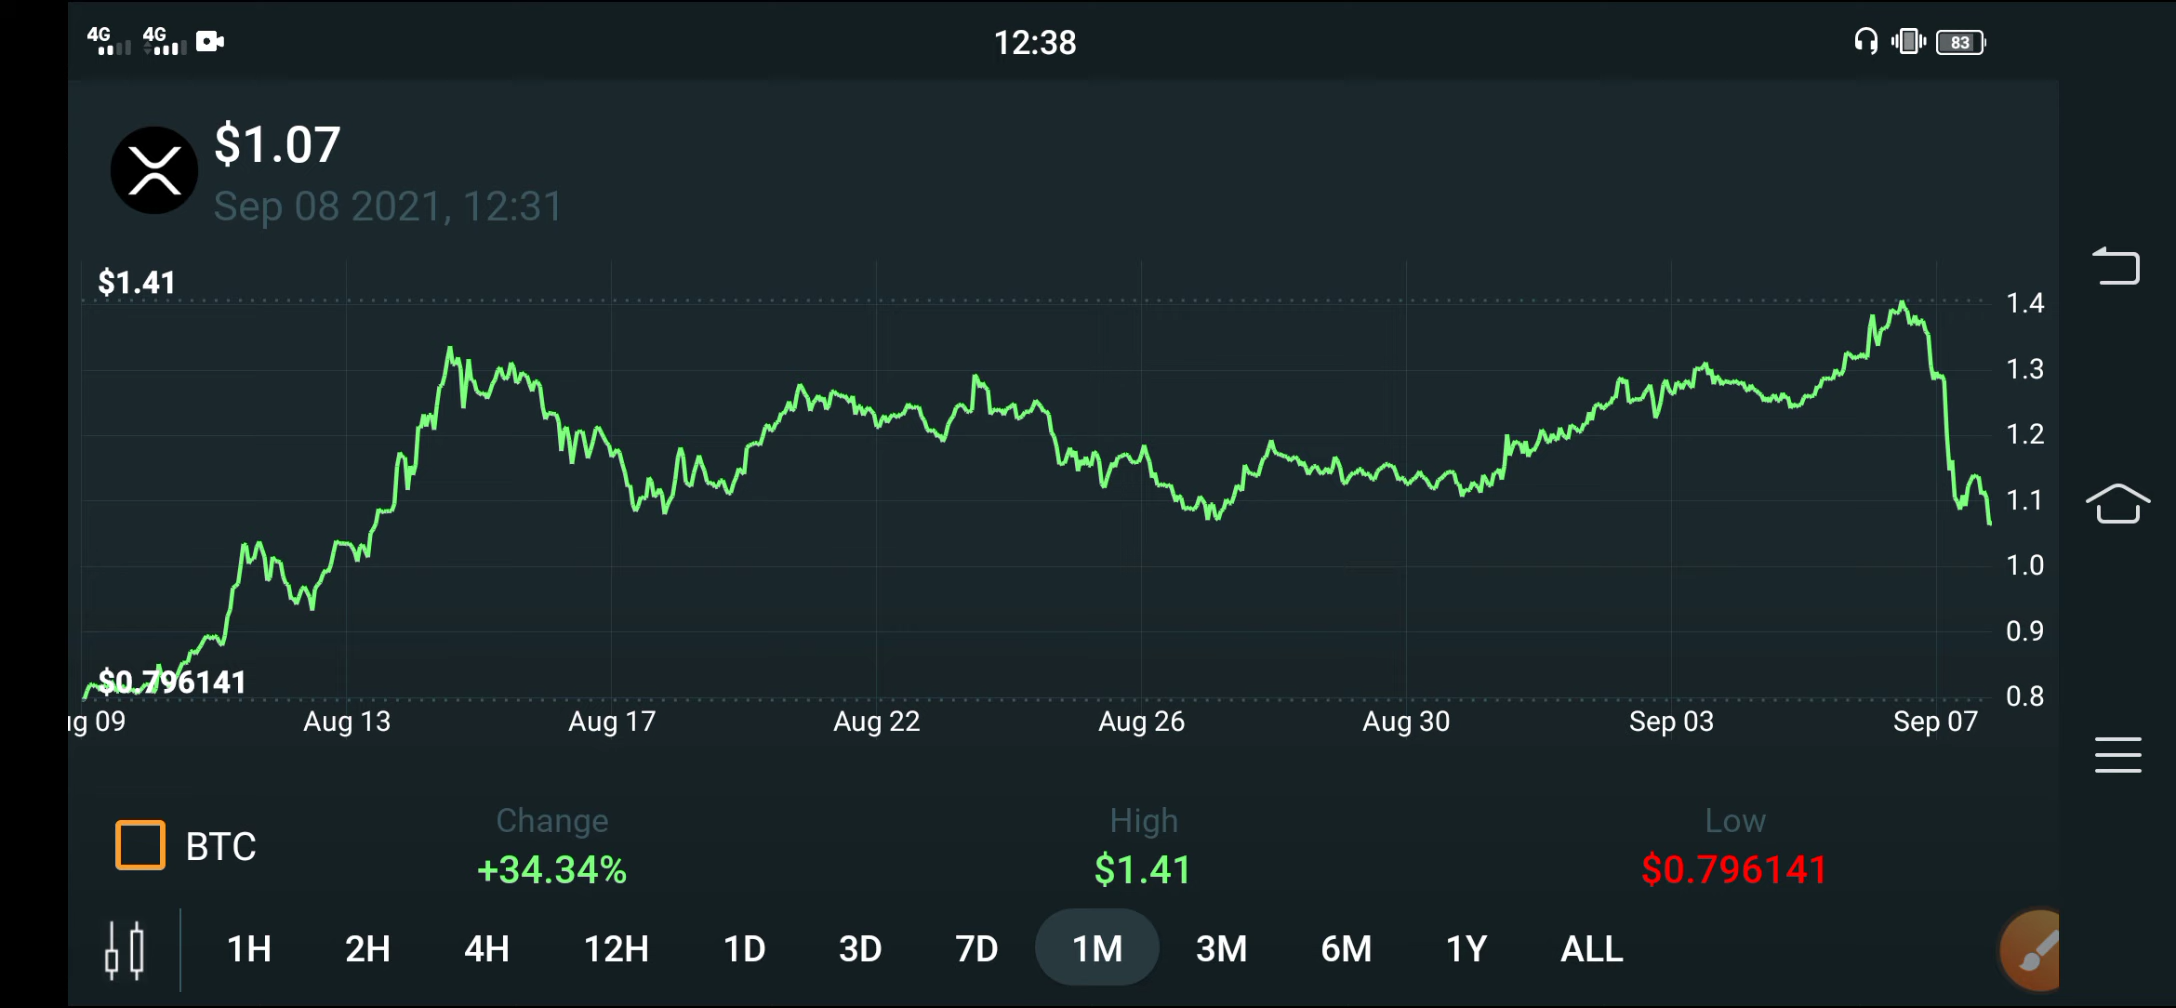 4G 4G 12:38 83
$1.07
Sep 08 2021, 12:31
$1.41
1.4
1.3
1.2
1.1
1.0
0.9
$0.796141
0.8
ug 09 Aug 13 Aug 17 Aug 22 Aug 26 Aug 30 Sep 03 Sep 07
Change High Low
BTC +34.34% $1.41 $0.796141
1H 2H 4H 12H 1D 3D 7D 1M 3M 6M 1Y ALL